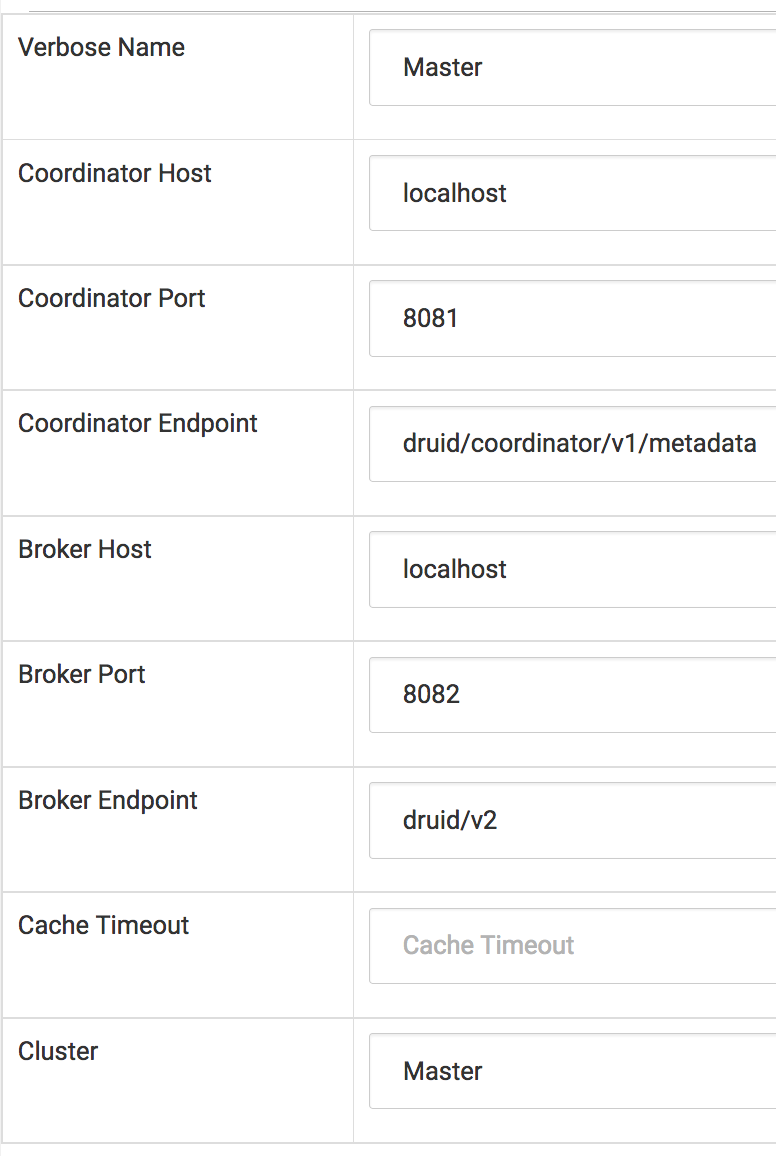 Verbose Name
Master
Coordinator Host
localhost
Coordinator Port
8081
Coordinator Endpoint
druid/coordinator/v1/metadata
Broker Host
localhost
Broker Port
8082
Broker Endpoint
druid/v2
Cache Timeout
Cache Timeout
Cluster
Master